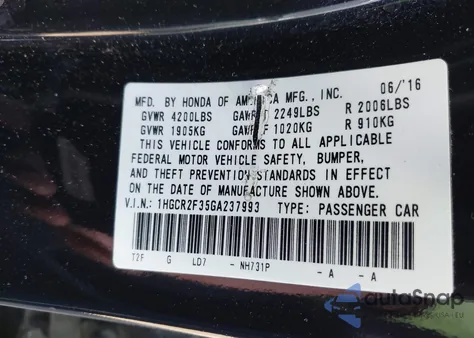 MFD. BY HONDA OF AMERICA MFG., INC. 06/'16
GVWR 4200LBS GAWR F 2249LBS R 2006LBS
GVWR 1905KG GAWR F 1020KG R 910KG
THIS VEHICLE CONFORMS TO ALL APPLICABLE
FEDERAL MOTOR VEHICLE SAFETY, BUMPER,
AND THEFT PREVENTION STANDARDS IN EFFECT
ON THE DATE OF MANUFACTURE SHOWN ABOVE.
V.I.N.: 1HGCR2F35GA237993 TYPE: PASSENGER CAR
T2F G LD7 - NH731P - A - A
autoSnap